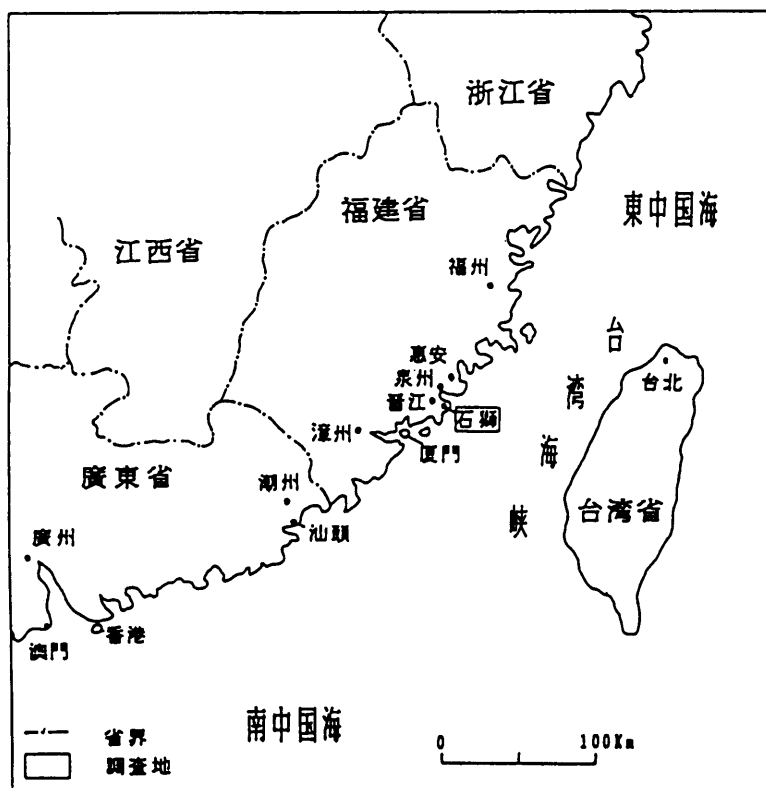 浙江省
東中国海
福建省
江西省
福州
台湾海峡
惠安
台北
泉州
晋江
石獅
漳州
厦門
廣東省
潮州
台湾省
汕頭
廣州
香港
澳門
南中国海
省界
0 100Km
調査地